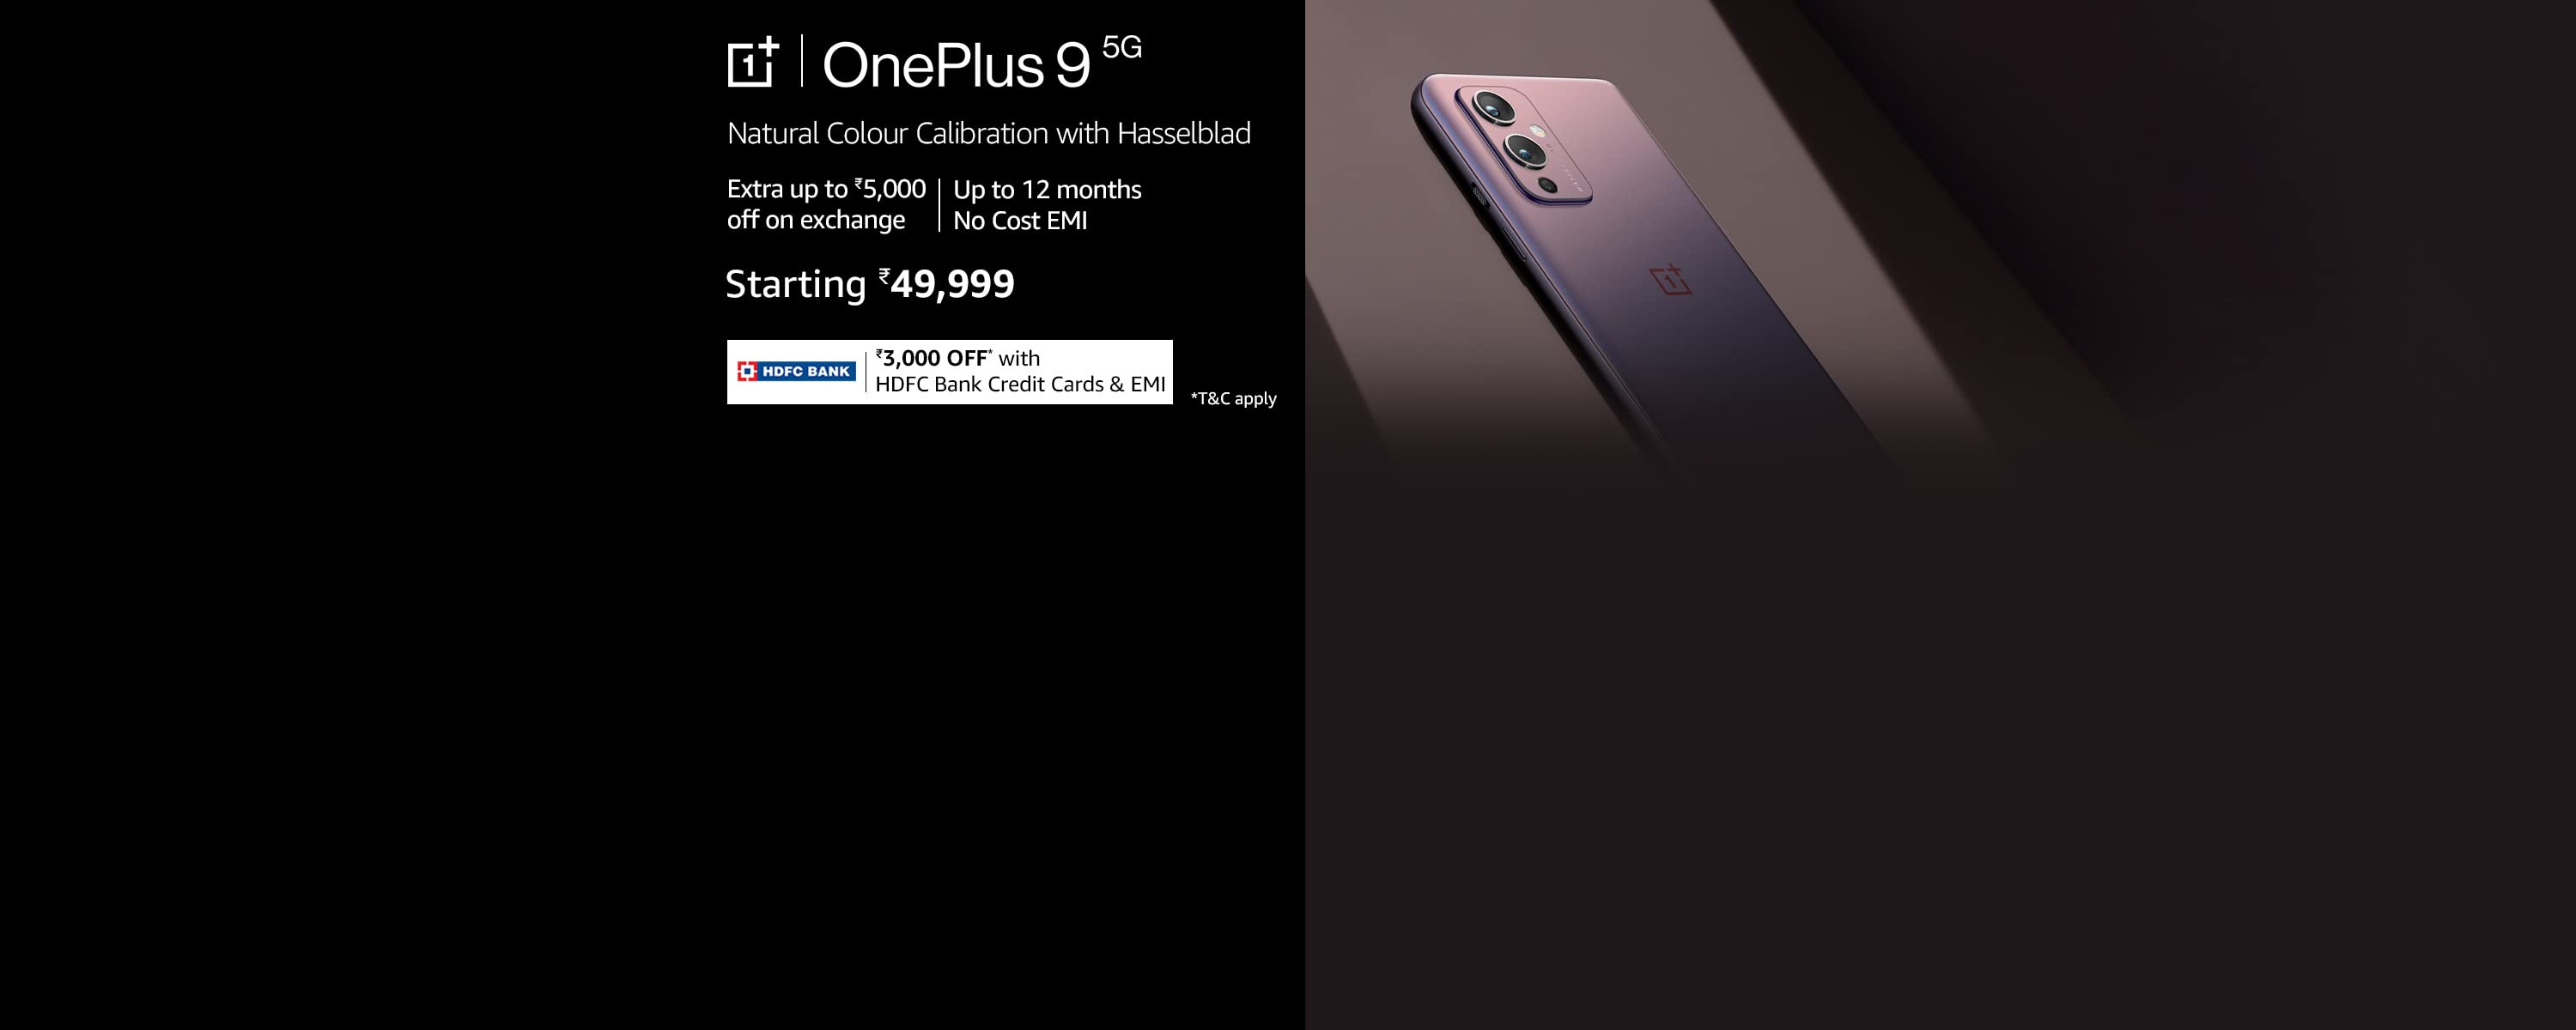 OnePlus 9 5G
Natural Colour Calibration with Hasselblad
Extra up to ₹5,000
off on exchange
Up to 12 months
No Cost EMI
Starting ₹49,999
HDFC BANK
₹3,000 OFF* with
HDFC Bank Credit Cards & EMI
*T&C apply